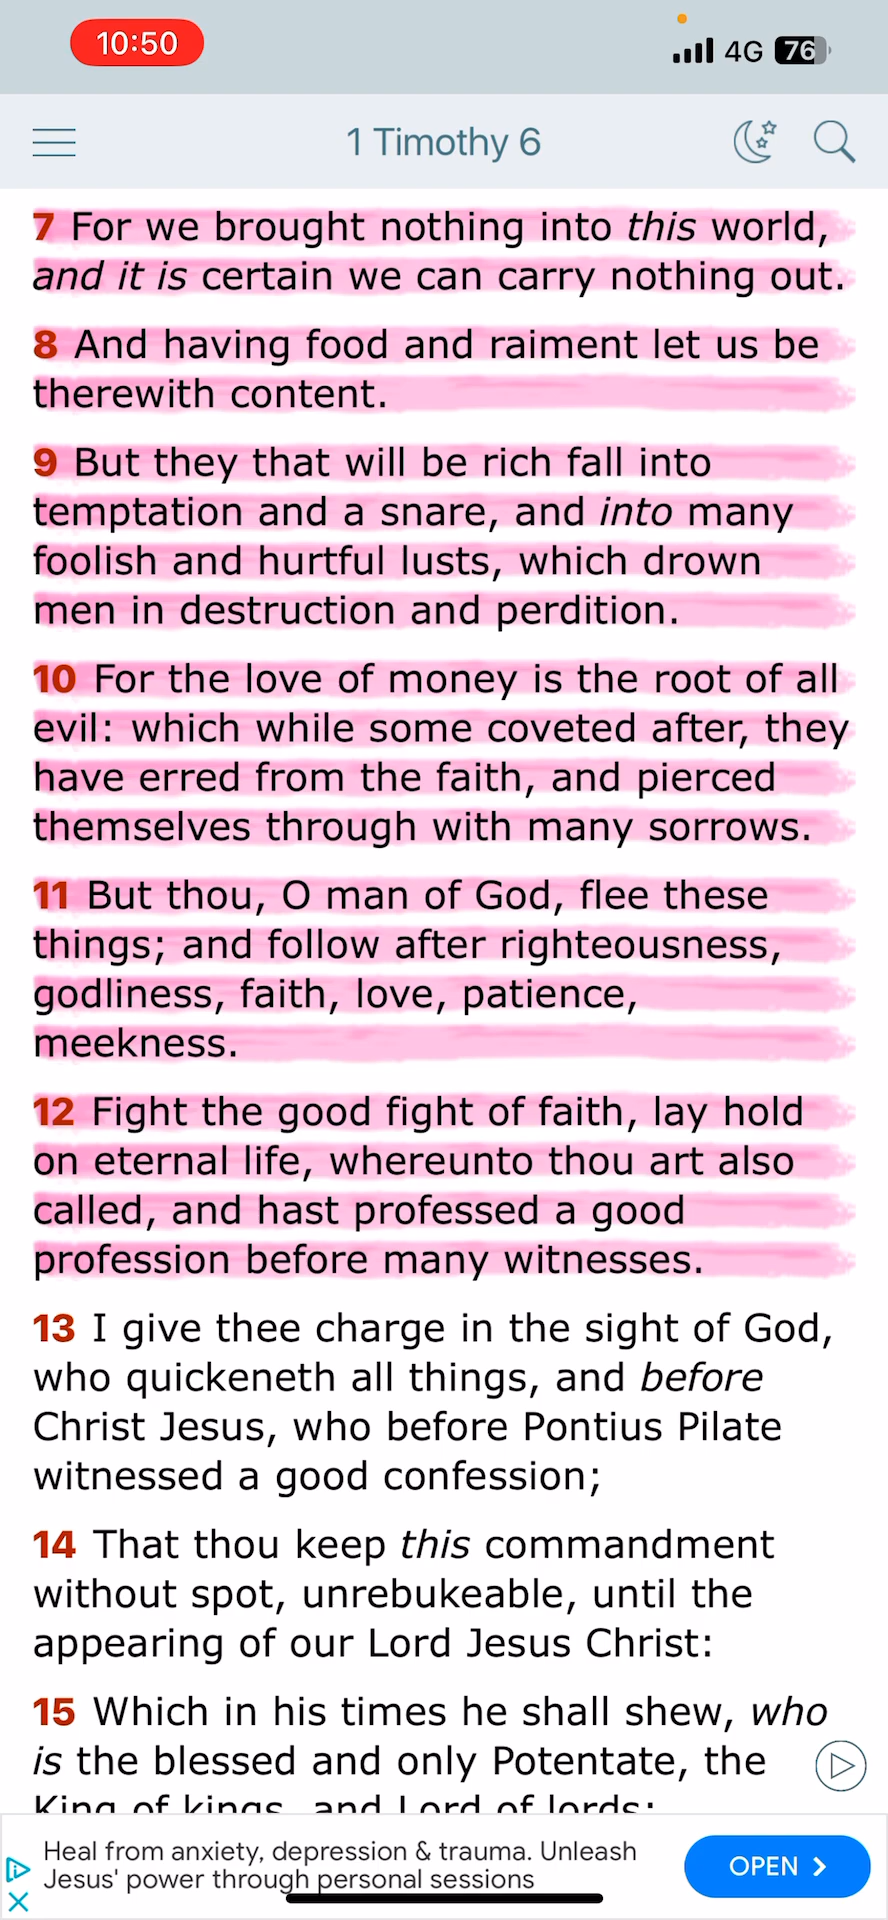 10:50
4G 76
1 Timothy 6
7 For we brought nothing into this world,
and it is certain we can carry nothing out.
8 And having food and raiment let us be
therewith content.
9 But they that will be rich fall into
temptation and a snare, and into many
foolish and hurtful lusts, which drown
men in destruction and perdition.
10 For the love of money is the root of all
evil: which while some coveted after, they
have erred from the faith, and pierced
themselves through with many sorrows.
11 But thou, O man of God, flee these
things; and follow after righteousness,
godliness, faith, love, patience,
meekness.
12 Fight the good fight of faith, lay hold
on eternal life, whereunto thou art also
called, and hast professed a good
profession before many witnesses.
13 I give thee charge in the sight of God,
who quickeneth all things, and before
Christ Jesus, who before Pontius Pilate
witnessed a good confession;
14 That thou keep this commandment
without spot, unrebukeable, until the
appearing of our Lord Jesus Christ:
15 Which in his times he shall shew, who
is the blessed and only Potentate, the
King of kings, and Lord of lords;
Heal from anxiety, depression & trauma. Unleash
Jesus' power through personal sessions
OPEN